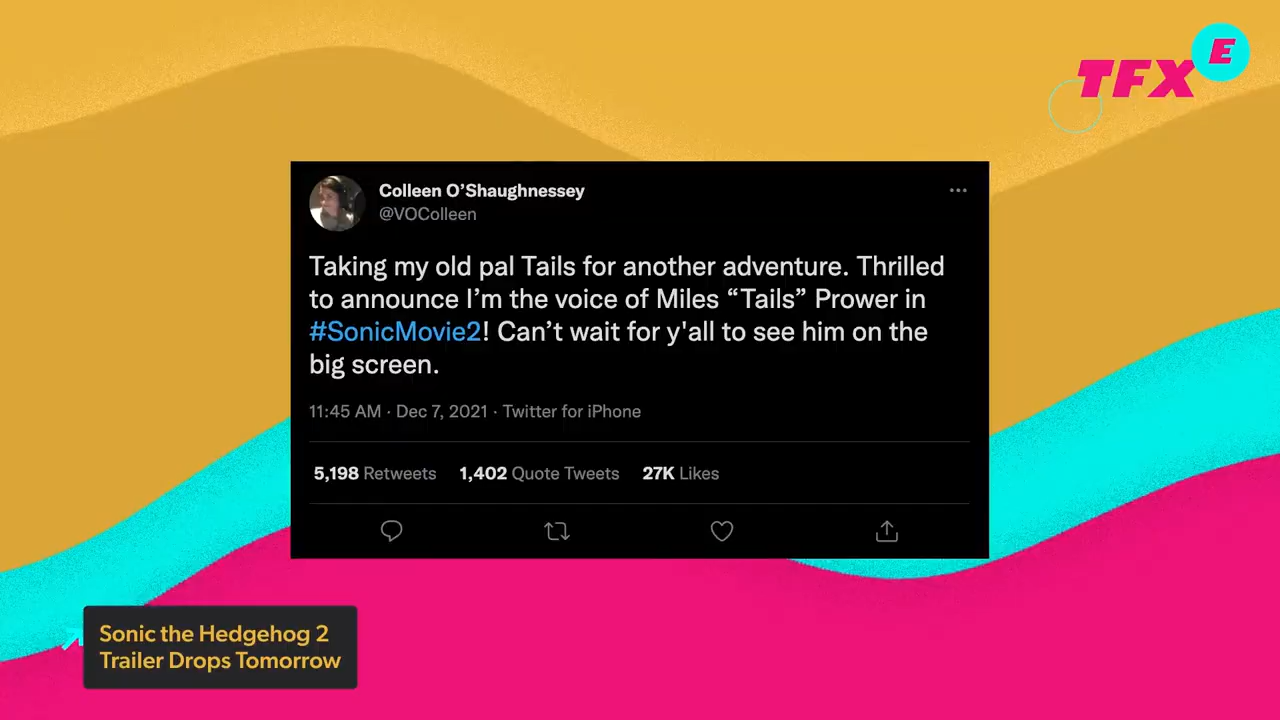 TFX
E
Colleen O’Shaughnessey
@VOColleen
Taking my old pal Tails for another adventure. Thrilled
to announce I’m the voice of Miles “Tails” Prower in
#SonicMovie2! Can’t wait for y'all to see him on the
big screen.
11:45 AM · Dec 7, 2021 · Twitter for iPhone
5,198 Retweets 1,402 Quote Tweets 27K Likes
Sonic the Hedgehog 2
Trailer Drops Tomorrow